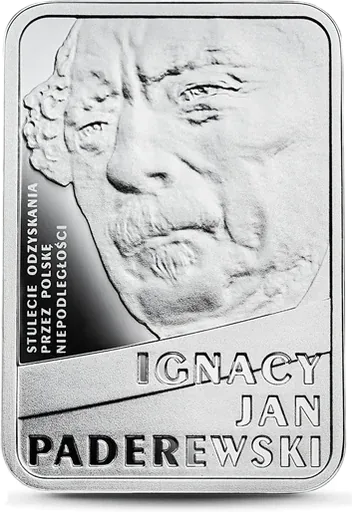 STULECIE ODZYSKANIA
PRZEZ POLSKĘ
NIEPODLEGŁOŚCI
IGNACY
JAN
PADEREWSKI